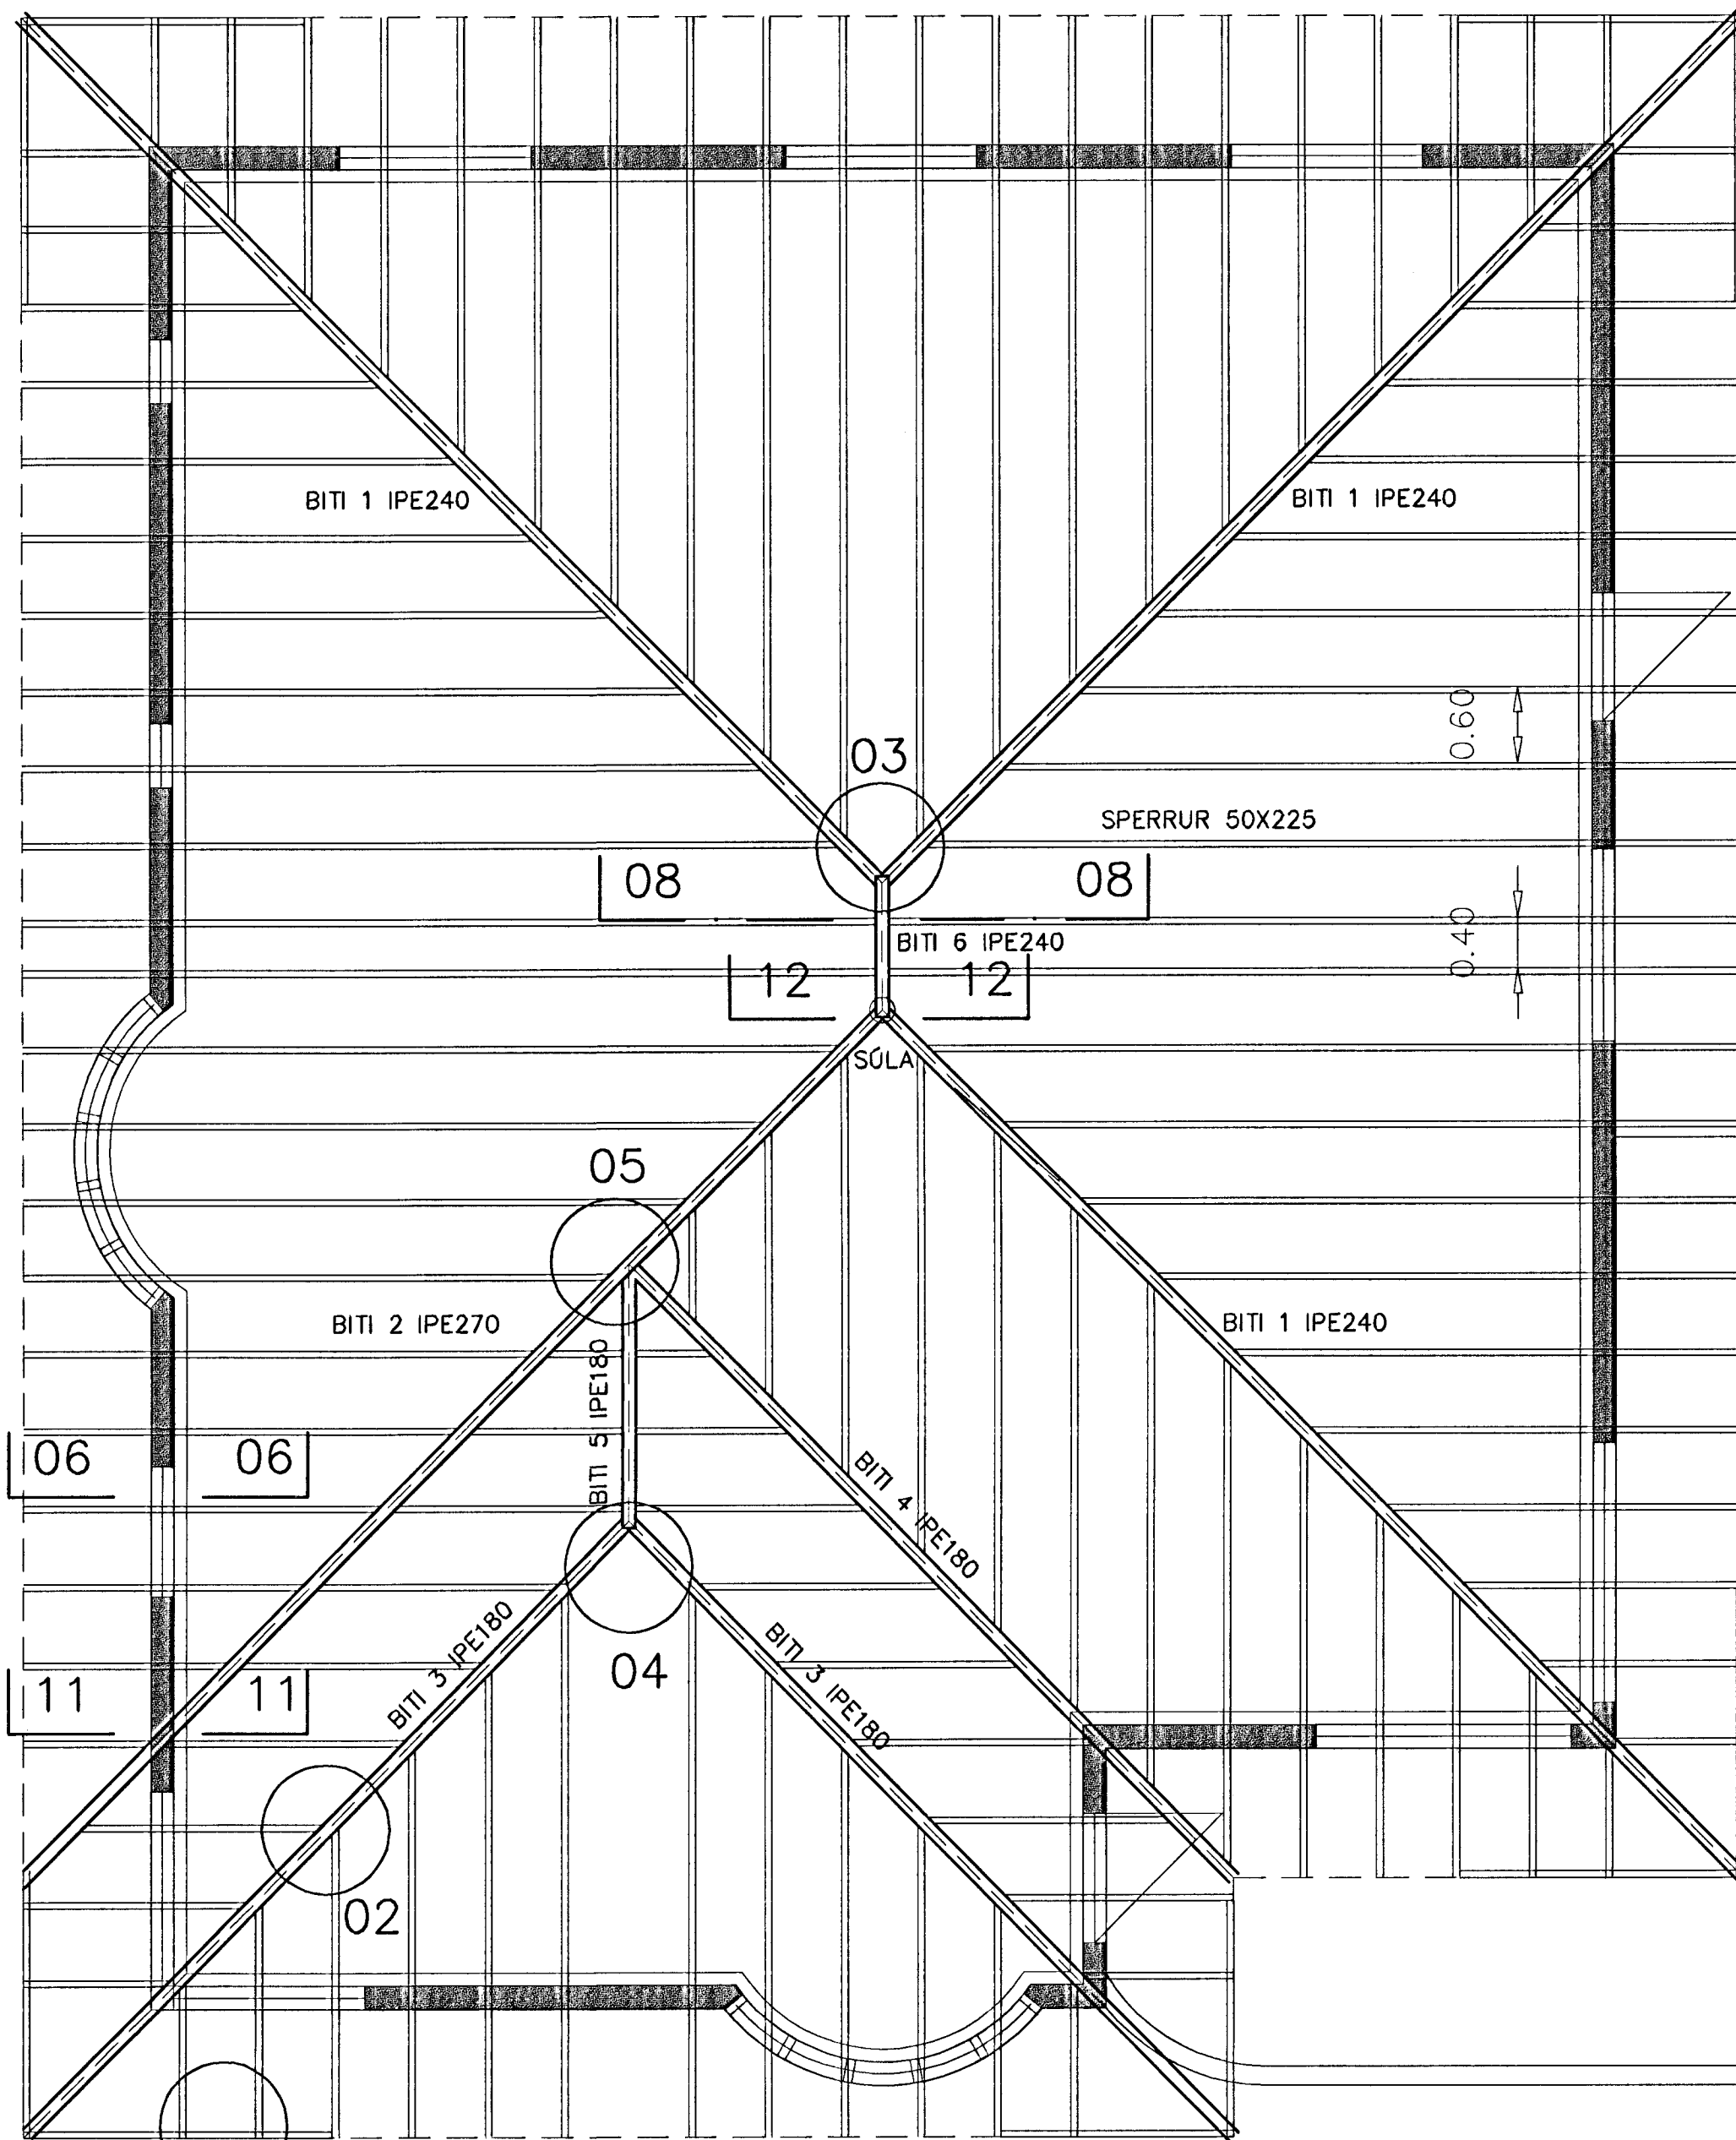 BITI 1 IPE240
BITI 1 IPE240
0.60
03
SPERRUR 50X225
08
08
0.40
BITI 6 IPE240
12
12
SÚLA
05
BITI 2 IPE270
BITI 1 IPE240
BITI 5 IPE180
06
06
BITI 4 IPE180
BITI 3 IPE180
BITI 3 IPE180
04
11
11
02